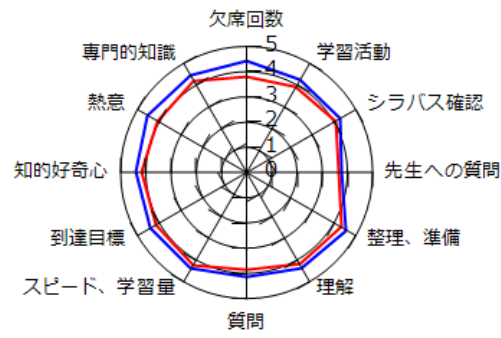 欠席回数
学習活動
シラバス確認
先生への質問
整理、準備
理解
質問
スピード、学習量
到達目標
知的好奇心
熱意
専門的知識
5
4
3
2
1
0